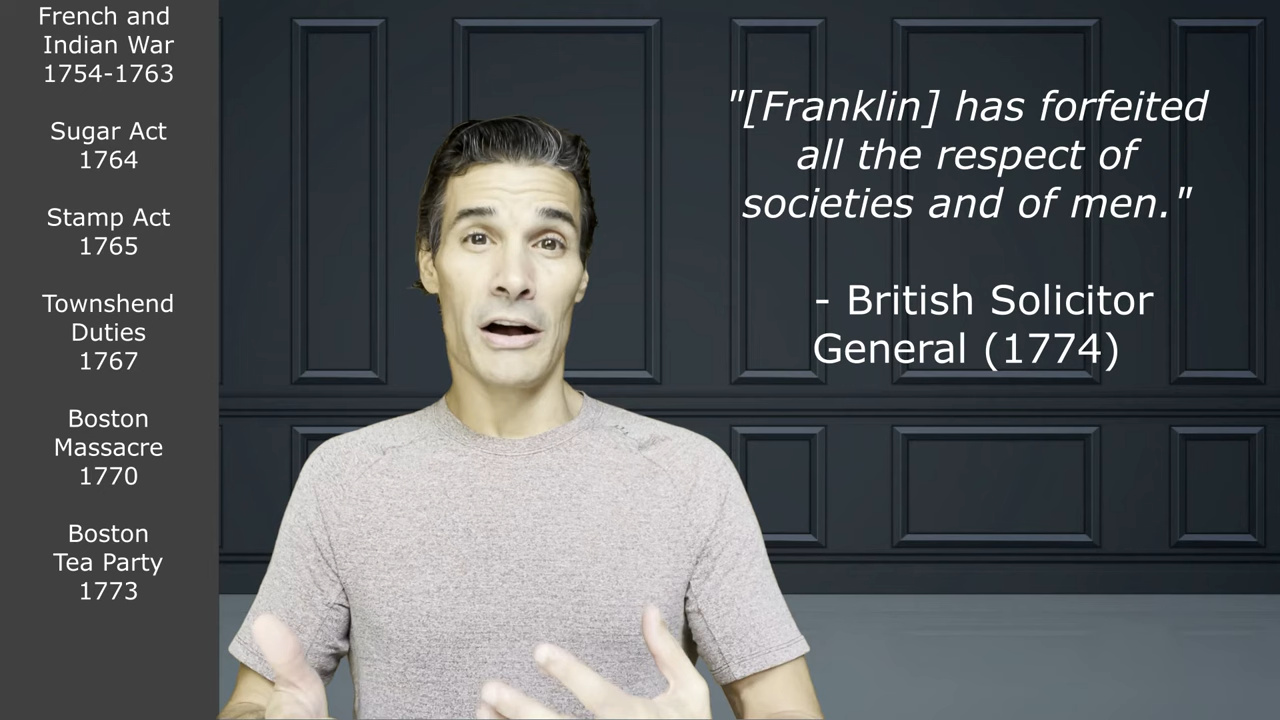 French and
Indian War
1754-1763
Sugar Act
1764
Stamp Act
1765
Townshend
Duties
1767
Boston
Massacre
1770
Boston
Tea Party
1773
"[Franklin] has forfeited
all the respect of
societies and of men."
- British Solicitor
General (1774)